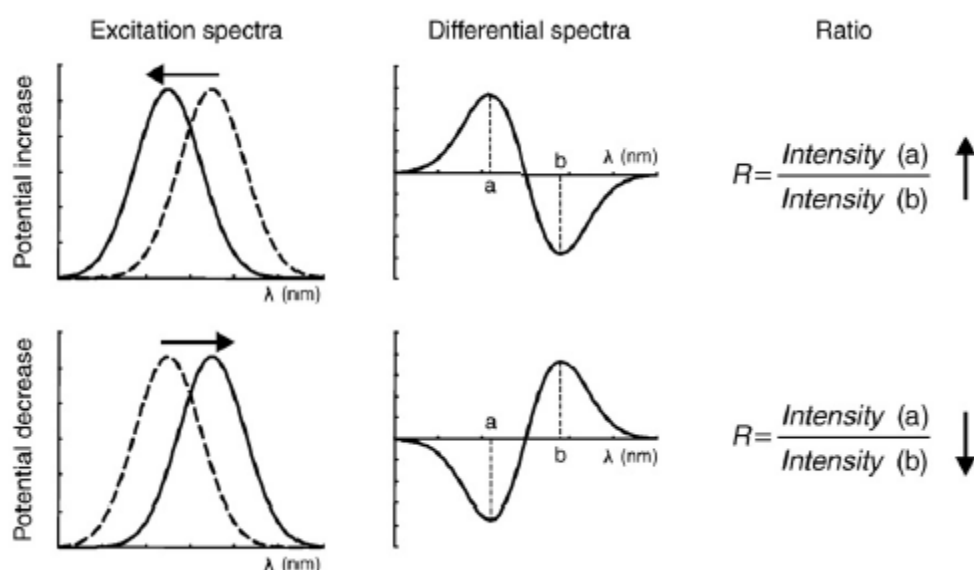 Excitation spectra
Differential spectra
Ratio
Potential increase
λ (nm)
a
b
λ (nm)
R= Intensity (a)
Intensity (b)
Potential decrease
λ (nm)
a
b
λ (nm)
R= Intensity (a)
Intensity (b)